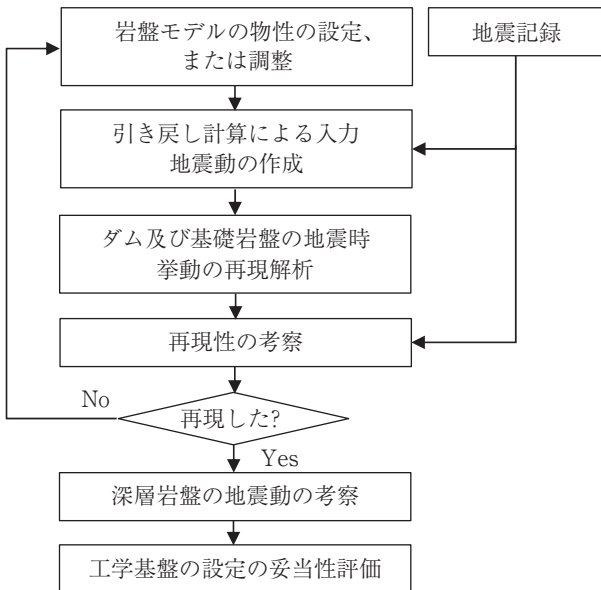 岩盤モデルの物性の設定、
または調整
地震記録
引き戻し計算による入力
地震動の作成
ダム及び基礎岩盤の地震時
挙動の再現解析
再現性の考察
No
再現した?
Yes
深層岩盤の地震動の考察
工学基盤の設定の妥当性評価